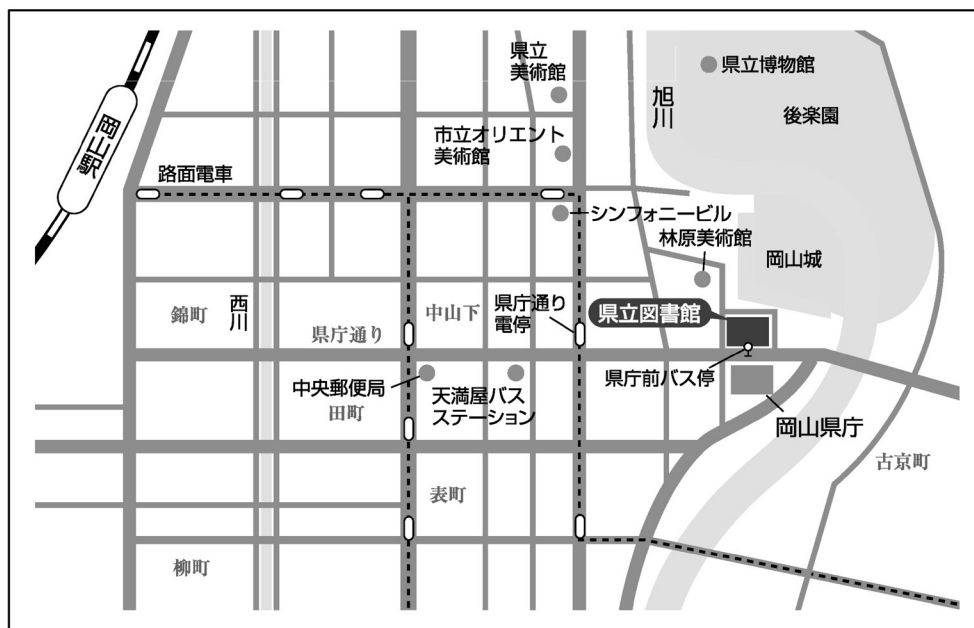 県立
美術館
県立博物館
旭川
後楽園
岡山駅
市立オリエント
美術館
路面電車
シンフォニービル
林原美術館
岡山城
錦町
西川
県庁通り
中山下
県庁通り
電停
県立図書館
中央郵便局
田町
天満屋バス
ステーション
県庁前バス停
岡山県庁
古京町
表町
柳町